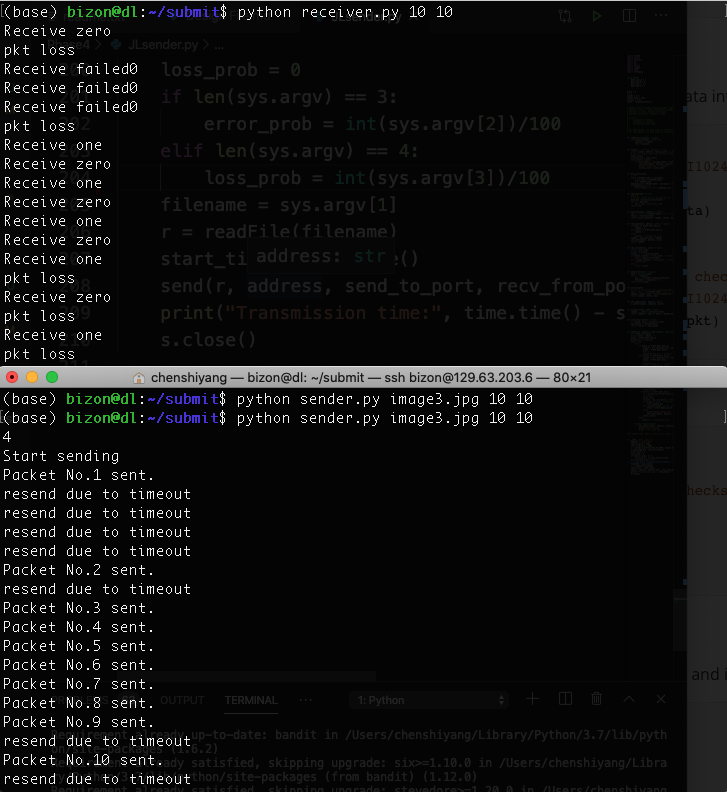 (base) bizon@dl:~/submit$ python receiver.py 10 10
Receive zero
pkt loss
Receive failed0
Receive failed0
Receive failed0
pkt loss
Receive one
Receive zero
Receive one
Receive zero
Receive one
Receive zero
Receive one
pkt loss
Receive zero
pkt loss
Receive one
pkt loss
JLsender.py > ...
loss_prob = 0
if len(sys.argv) == 3:
error_prob = int(sys.argv[2])/100
elif len(sys.argv) == 4:
loss_prob = int(sys.argv[3])/100
filename = sys.argv[1]
r = readFile(filename)
address: str
send(r, address, send_to_port, recv_from_po
print("Transmission time:", time.time() - s
s.close()
chenshiyang — bizon@dl: ~/submit — ssh bizon@129.63.203.6 — 80×21
(base) bizon@dl:~/submit$ python sender.py image3.jpg 10 10
(base) bizon@dl:~/submit$ python sender.py image3.jpg 10 10
4
Start sending
Packet No.1 sent.
resend due to timeout
resend due to timeout
resend due to timeout
resend due to timeout
Packet No.2 sent.
resend due to timeout
Packet No.3 sent.
Packet No.4 sent.
Packet No.5 sent.
Packet No.6 sent.
Packet No.7 sent.
Packet No.8 sent.
Packet No.9 sent.
resend due to timeout
Packet No.10 sent.
resend due to timeout
OUTPUT TERMINAL ... 1: Python
already up-to-date: bandit in /Users/chenshiyang/Library/Python/3.7/lib/pyth
satisfied, skipping upgrade: six>=1.10.0 in /Users/chenshiyang/Libra
python/site-packages (from bandit) (1.12.0)
and i